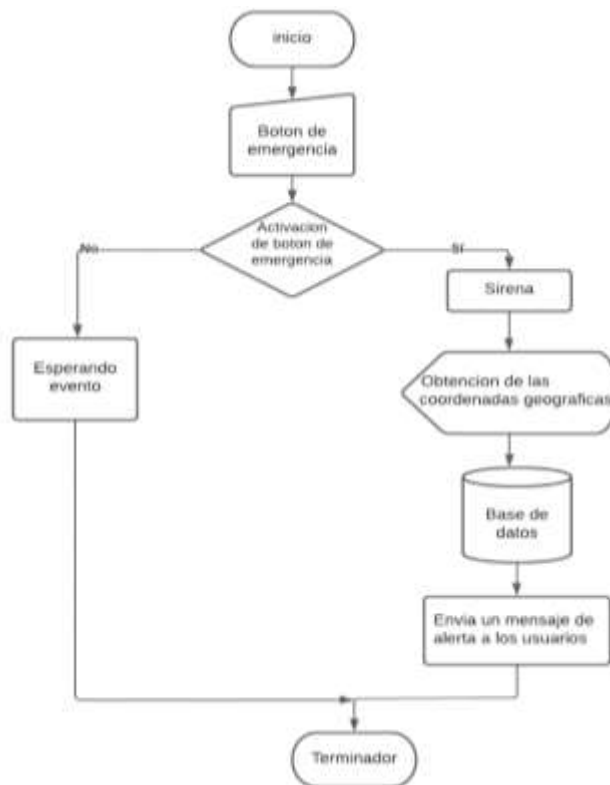 inicio
Boton de
emergencia
Activacion
de boton de
emergencia
No
SI
Sirena
Esperando
evento
Obtencion de las
coordenadas geograficas
Base de
datos
Envia un mensaje de
alerta a los usuarios
Terminador